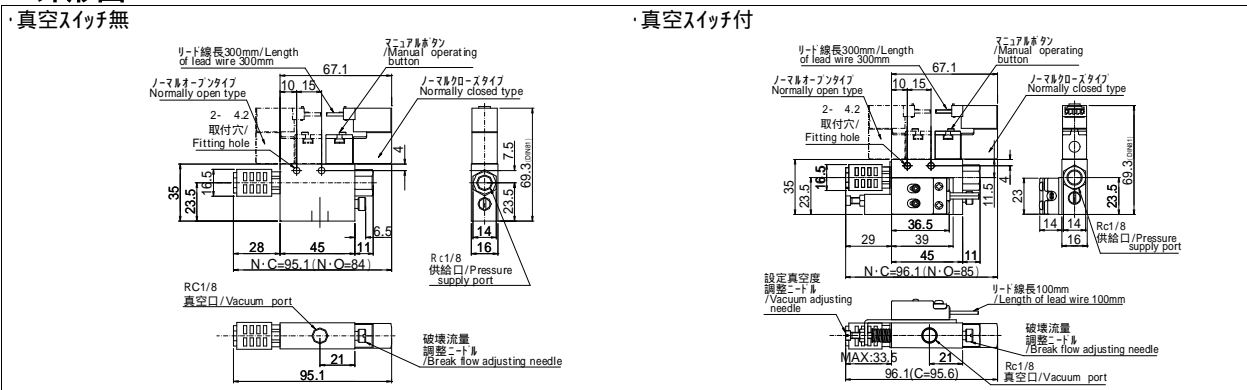 ･真空ｽｲｯﾁ無
ﾘｰﾄﾞ線長300mm/Length
of lead wire 300mm
ﾏﾆｭｱﾙﾎﾞﾀﾝ
/Manual operating
button
67.1
ﾉｰﾏﾙｵｰﾌﾟﾝﾀｲﾌﾟ
Normally open type
10
15
ﾉｰﾏﾙｸﾛｰｽﾞﾀｲﾌﾟ
Normally closed type
2- 4.2
取付穴/
Fitting hole
4
7.5
69.3(DIN81)
35
23.5
16.5
23.5
6.5
28
45
11
14
16
N･C=95.1(N･O=84)
Rc1/8
供給口/Pressure
supply port
RC1/8
真空口/Vacuum port
破壊流量
調整ﾆｰﾄﾞﾙ
/Break flow adjusting needle
21
95.1
･真空ｽｲｯﾁ付
ﾘｰﾄﾞ線長300mm/Length
of lead wire 300mm
ﾏﾆｭｱﾙﾎﾞﾀﾝ
/Manual operating
button
67.1
ﾉｰﾏﾙｵｰﾌﾟﾝﾀｲﾌﾟ
Normally open type
10
15
ﾉｰﾏﾙｸﾛｰｽﾞﾀｲﾌﾟ
Normally closed type
2- 4.2
取付穴/
Fitting hole
4
11.5
69.3(DIN81)
35
23.5
16.5
23
23.5
36.5
39
29
45
11
14
14
16
N･C=96.1(N･O=85)
Rc1/8
供給口/Pressure
supply port
設定真空度
調整ﾆｰﾄﾞﾙ
/Vacuum adjusting
needle
ﾘｰﾄﾞ線長100mm
/Length of lead wire 100mm
破壊流量
調整ﾆｰﾄﾞﾙ
/Break flow adjusting needle
MAX:33.5
21
96.1(C=95.6)
Rc1/8
真空口/Vacuum port